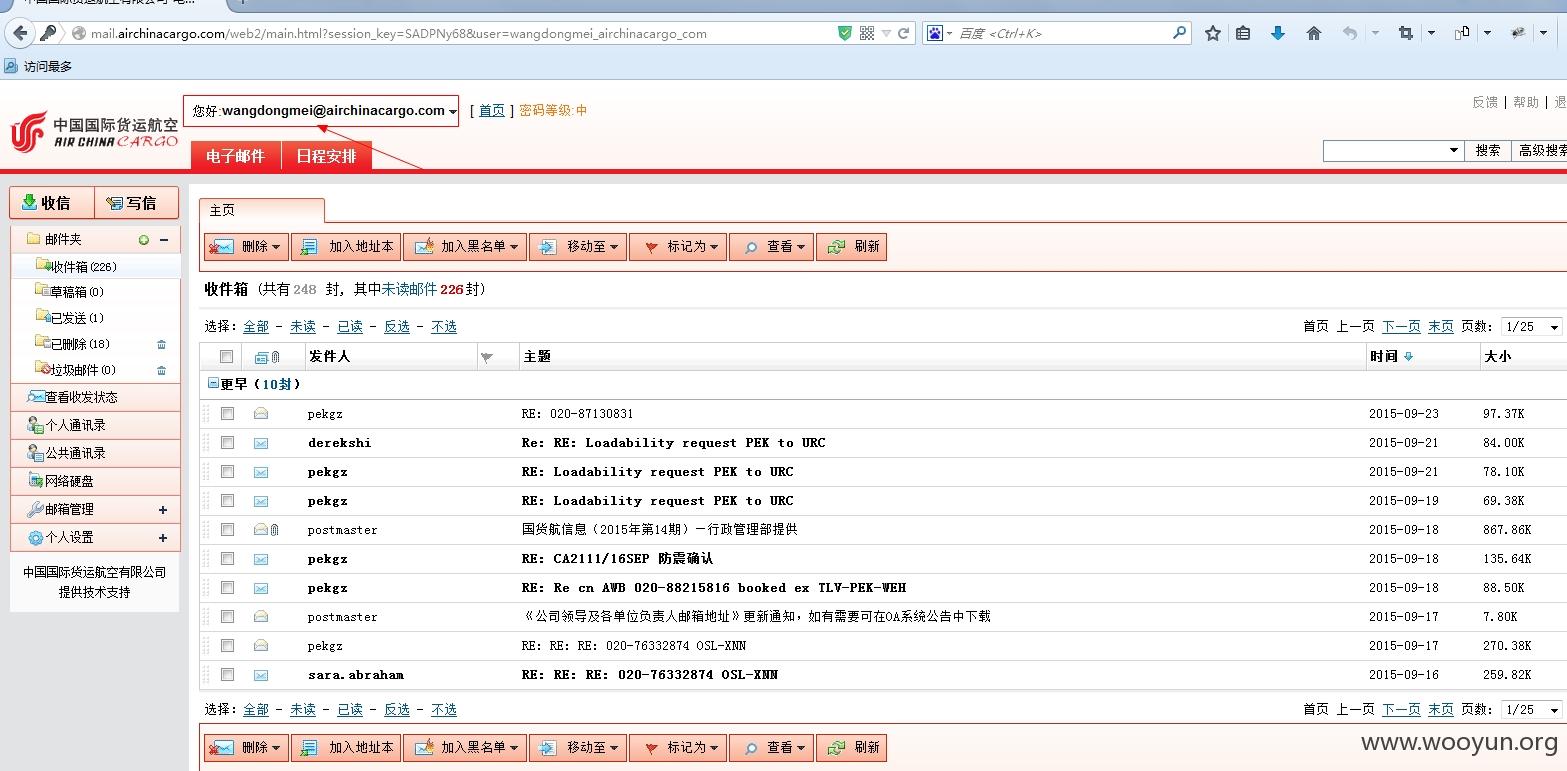 中国国际货运航空有限公司 电...
mail.airchinacargo.com/web2/main.html?session_key=SADPNy68&user=wangdongmei_airchinacargo_com
百度 <Ctrl+K>
访问最多
中国国际货运航空
AIR CHINA CARGO
您好:wangdongmei@airchinacargo.com [ 首页 ] 密码等级:中
反馈 | 帮助 | 退
电子邮件 日程安排
搜索 高级搜索
收信 写信
邮件夹
收件箱(226)
草稿箱(0)
已发送(1)
已删除(18)
垃圾邮件(0)
查看收发状态
个人通讯录
公共通讯录
网络硬盘
邮箱管理 +
个人设置 +
中国国际货运航空有限公司
提供技术支持
主页
删除 加入地址本 加入黑名单 移动至 标记为 查看 刷新
收件箱（共有248 封，其中未读邮件 226封）
选择：全部 - 未读 - 已读 - 反选 - 不选 首页 上一页 下一页 末页 页数：1/25
发件人 主题 时间 大小
更早（10封）
pekgz RE: 020-87130831 2015-09-23 97.37K
derekshi Re: RE: Loadability request PEK to URC 2015-09-21 84.00K
pekgz RE: Loadability request PEK to URC 2015-09-21 78.10K
pekgz RE: Loadability request PEK to URC 2015-09-19 69.38K
postmaster 国货航信息（2015年第14期）—行政管理部提供 2015-09-18 867.86K
pekgz RE: CA2111/16SEP 防震确认 2015-09-18 135.64K
pekgz RE: Re cn AWB 020-88215816 booked ex TLV-PEK-WEH 2015-09-18 88.50K
postmaster 《公司领导及各单位负责人邮箱地址》更新通知，如有需要可在OA系统公告中下载 2015-09-17 7.80K
pekgz RE: RE: RE: 020-76332874 OSL-XNN 2015-09-17 270.38K
sara.abraham RE: RE: RE: 020-76332874 OSL-XNN 2015-09-16 259.82K
选择：全部 - 未读 - 已读 - 反选 - 不选 首页 上一页 下一页 末页 页数：1/25
删除 加入地址本 加入黑名单 移动至 标记为 查看 刷新
www.wooyun.org